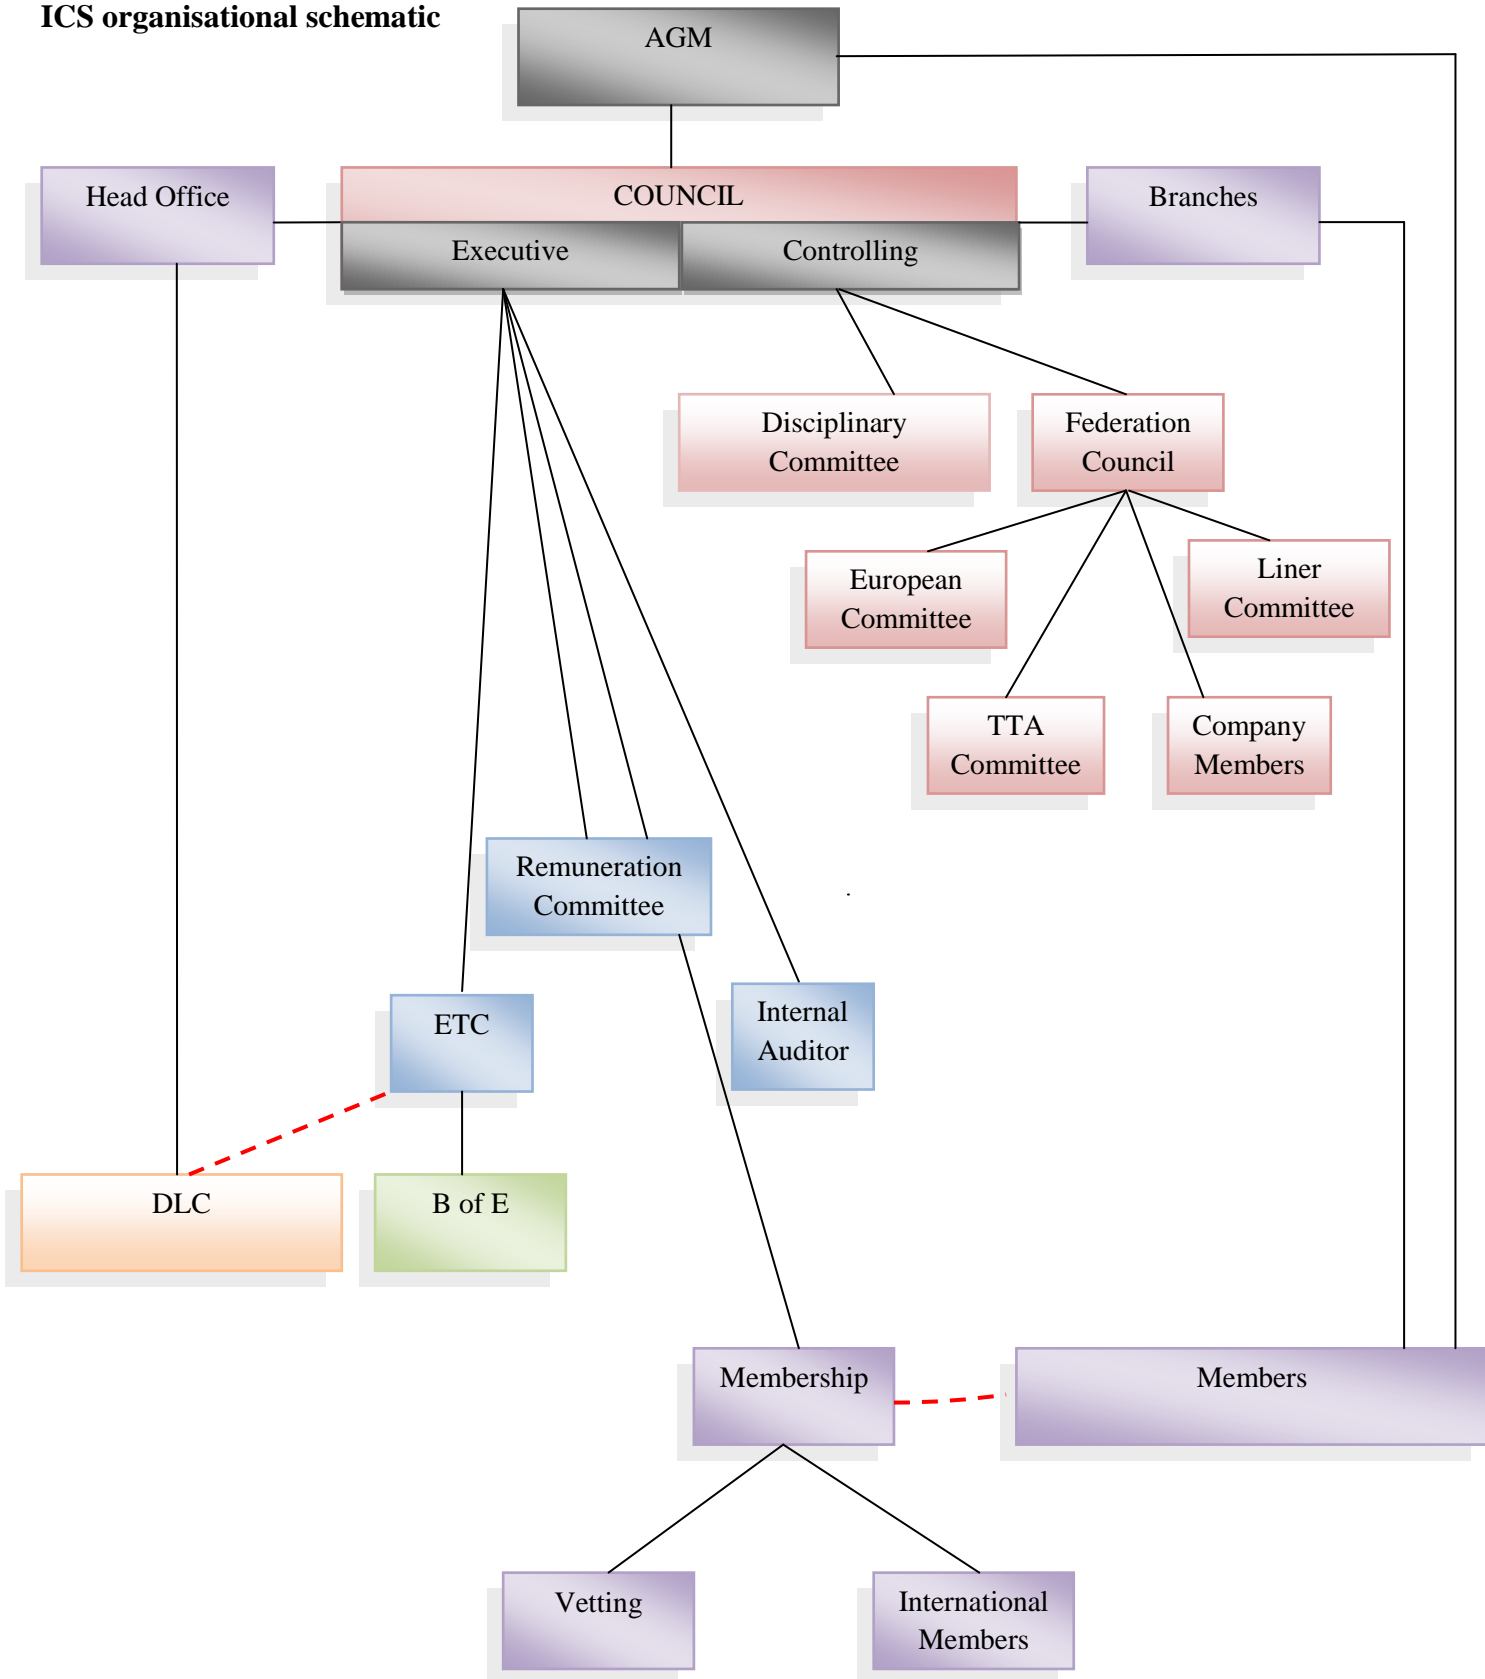 ICS organisational schematic
AGM
Head Office
COUNCIL
Branches
Executive
Controlling
Disciplinary
Committee
Federation
Council
European
Committee
Liner
Committee
TTA
Committee
Company
Members
Remuneration
Committee
.
ETC
Internal
Auditor
DLC
B of E
Membership
Members
Vetting
International
Members